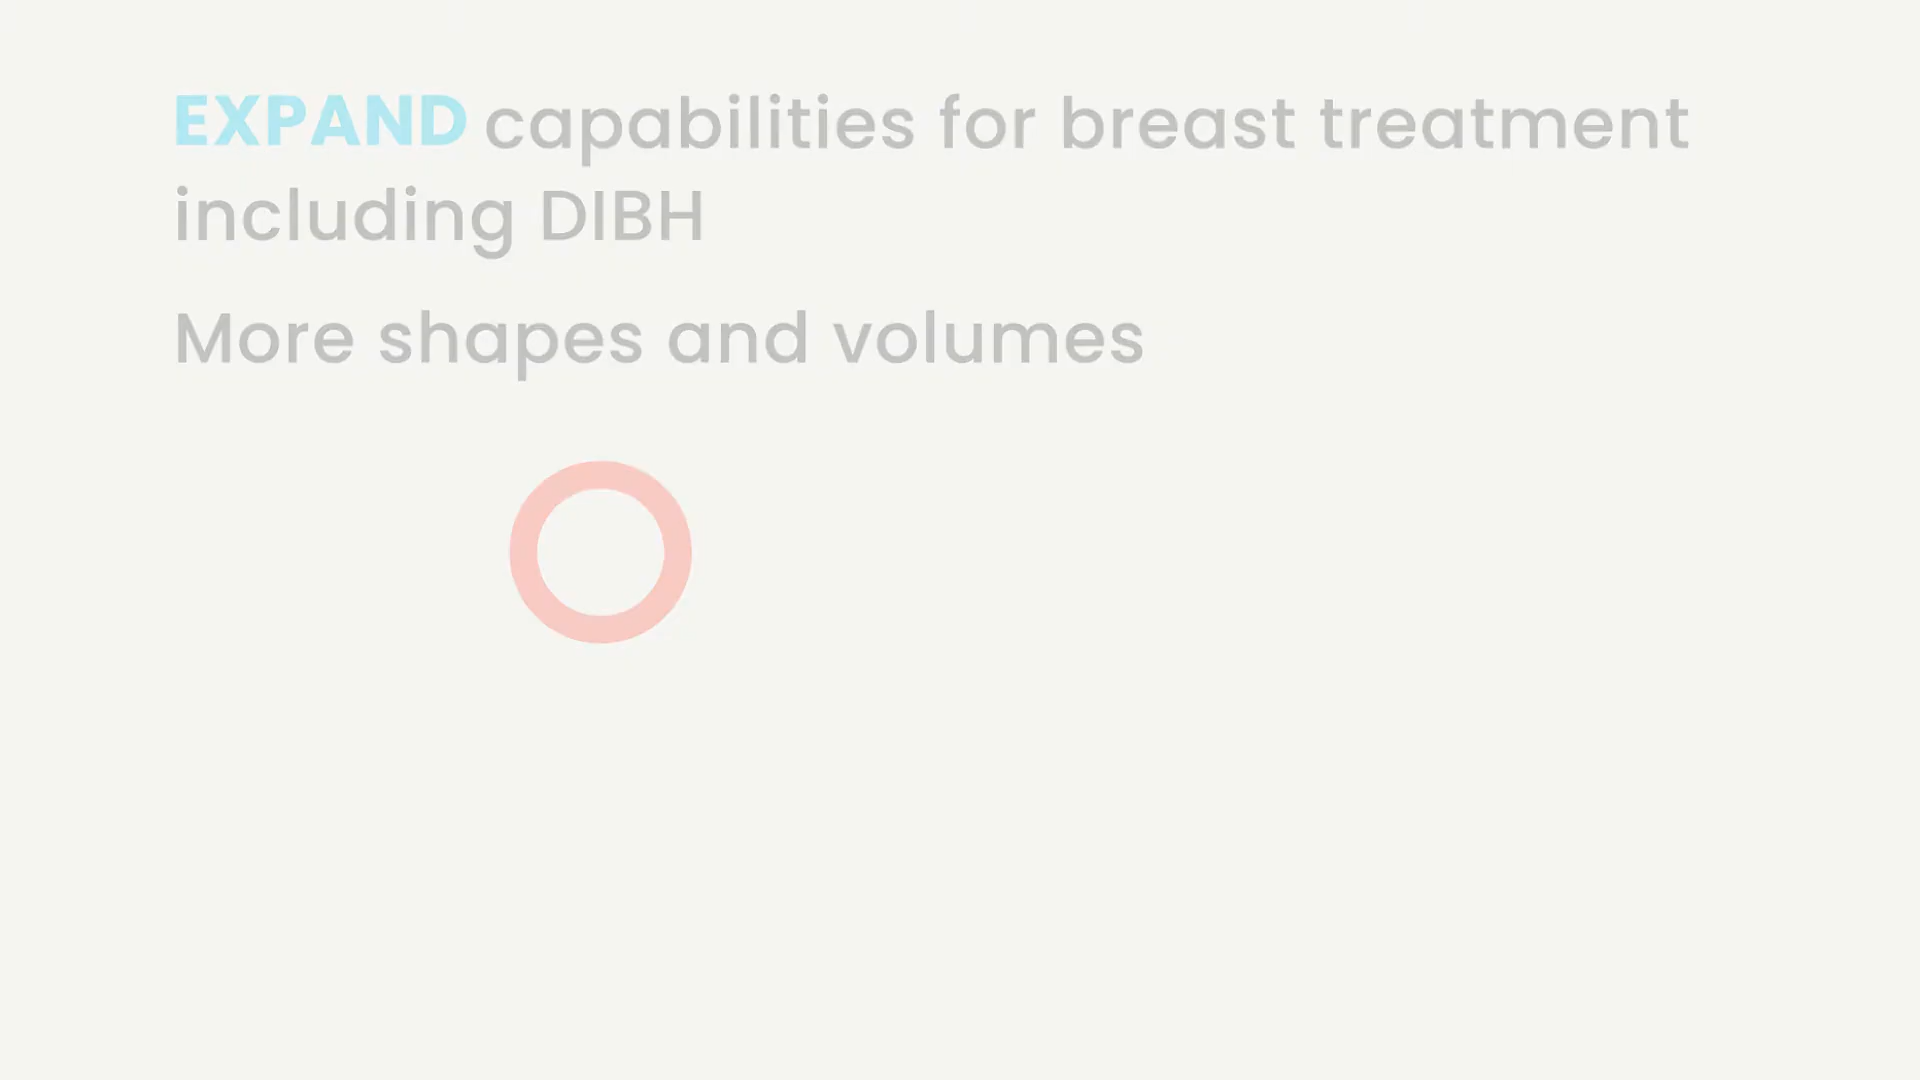 EXPAND capabilities for breast treatment
including DIBH
More shapes and volumes